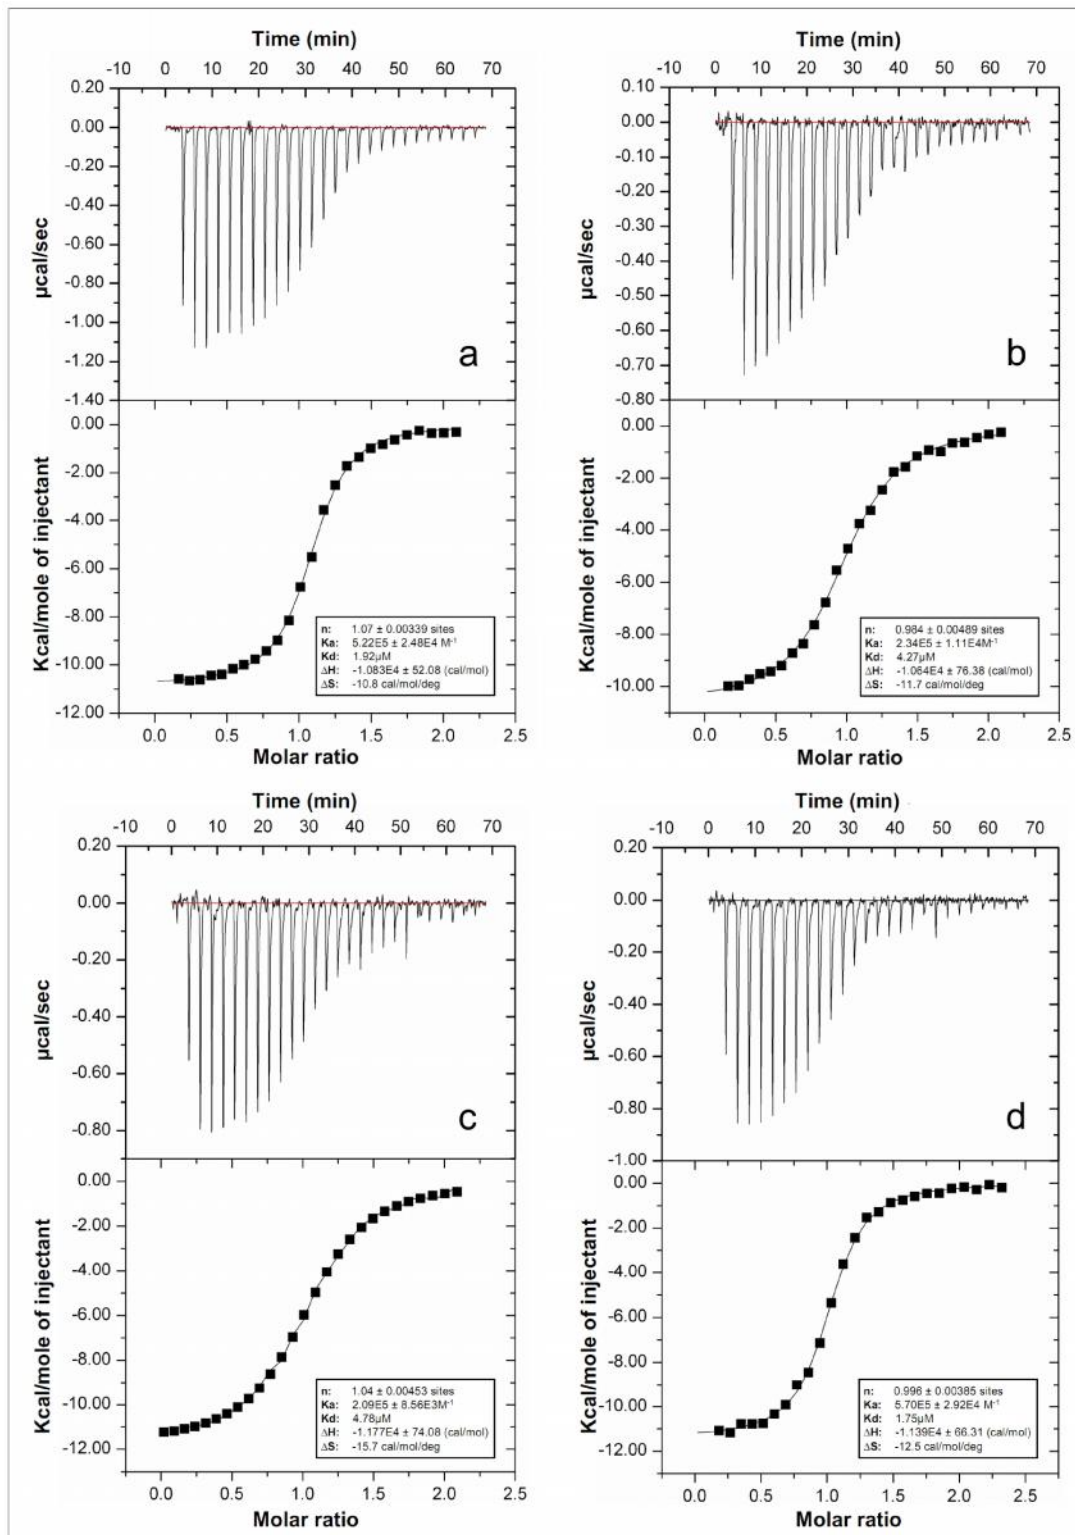 Time (min)
-10 0 10 20 30 40 50 60 70
0.20
0.00
-0.20
-0.40
-0.60
-0.80
-1.00
-1.20
-1.40
µcal/sec
a
0.00
-2.00
-4.00
-6.00
-8.00
-10.00
-12.00
Kcal/mole of injectant
n: 1.07 ± 0.00339 sites
Ka: 5.22E5 ± 2.48E4 M⁻¹
Kd: 1.92µM
ΔH: -1.083E4 ± 52.08 (cal/mol)
ΔS: -10.8 cal/mol/deg
0.0 0.5 1.0 1.5 2.0 2.5
Molar ratio
Time (min)
-10 0 10 20 30 40 50 60 70
0.10
0.00
-0.10
-0.20
-0.30
-0.40
-0.50
-0.60
-0.70
-0.80
µcal/sec
b
0.00
-2.00
-4.00
-6.00
-8.00
-10.00
Kcal/mole of injectant
n: 0.984 ± 0.00489 sites
Ka: 2.34E5 ± 1.11E4M⁻¹
Kd: 4.27µM
ΔH: -1.064E4 ± 76.38 (cal/mol)
ΔS: -11.7 cal/mol/deg
0.0 0.5 1.0 1.5 2.0 2.5
Molar ratio
Time (min)
-10 0 10 20 30 40 50 60 70
0.20
0.00
-0.20
-0.40
-0.60
-0.80
µcal/sec
c
0.00
-2.00
-4.00
-6.00
-8.00
-10.00
-12.00
Kcal/mole of injectant
n: 1.04 ± 0.00453 sites
Ka: 2.09E5 ± 8.56E3M⁻¹
Kd: 4.78µM
ΔH: -1.177E4 ± 74.08 (cal/mol)
ΔS: -15.7 cal/mol/deg
0.0 0.5 1.0 1.5 2.0 2.5
Molar ratio
Time (min)
-10 0 10 20 30 40 50 60 70
0.20
0.00
-0.20
-0.40
-0.60
-0.80
-1.00
µcal/sec
d
0.00
-2.00
-4.00
-6.00
-8.00
-10.00
-12.00
Kcal/mole of injectant
n: 0.996 ± 0.00385 sites
Ka: 5.70E5 ± 2.92E4 M⁻¹
Kd: 1.75µM
ΔH: -1.139E4 ± 66.31 (cal/mol)
ΔS: -12.5 cal/mol/deg
0.0 0.5 1.0 1.5 2.0 2.5
Molar ratio